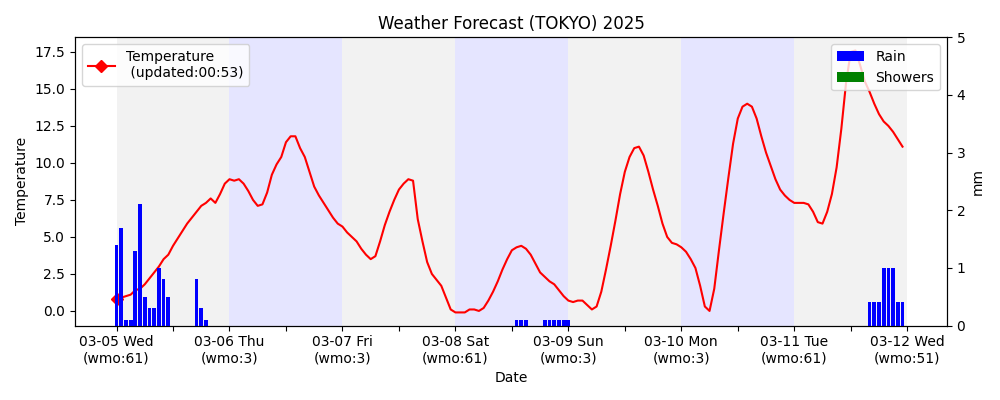 Weather Forecast (TOKYO) 2025
Temperature
(updated:00:53)
Rain
Showers
17.5
15.0
12.5
10.0
7.5
5.0
2.5
0.0
Temperature
5
4
3
2
1
0
mm
03-05 Wed
(wmo:61)
03-06 Thu
(wmo:3)
03-07 Fri
(wmo:3)
03-08 Sat
(wmo:61)
03-09 Sun
(wmo:3)
03-10 Mon
(wmo:3)
03-11 Tue
(wmo:61)
03-12 Wed
(wmo:51)
Date